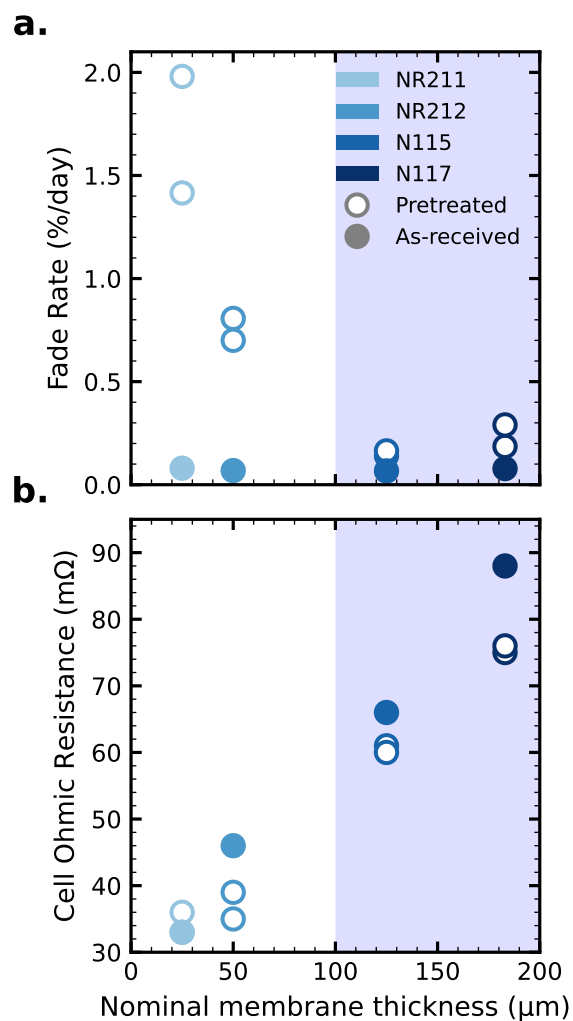 a.
2.0
1.5
1.0
0.5
0.0
Fade Rate (%/day)
NR211
NR212
N115
N117
Pretreated
As-received
b.
90
80
70
60
50
40
30
Cell Ohmic Resistance (mΩ)
0 50 100 150 200
Nominal membrane thickness (μm)